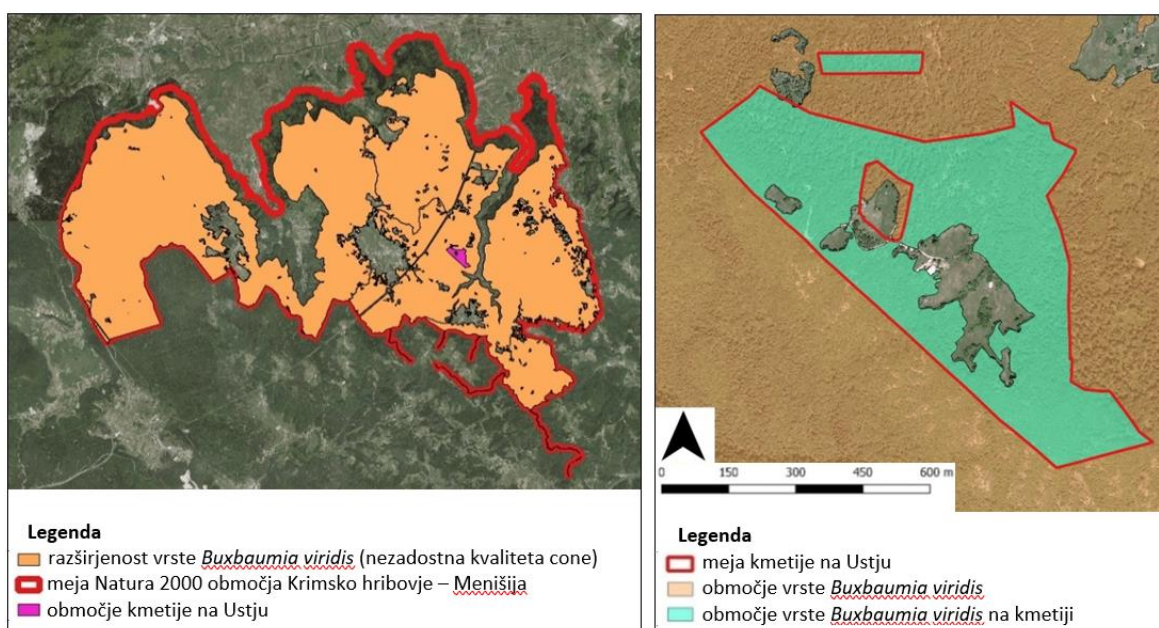 Legenda
razširjenost vrste Buxbaumia viridis (nezadostna kvaliteta cone)
meja Natura 2000 območja Krimsko hribovje – Menišija
območje kmetije na Ustju
0 150 300 450 600 m
Legenda
meja kmetije na Ustju
območje vrste Buxbaumia viridis
območje vrste Buxbaumia viridis na kmetiji